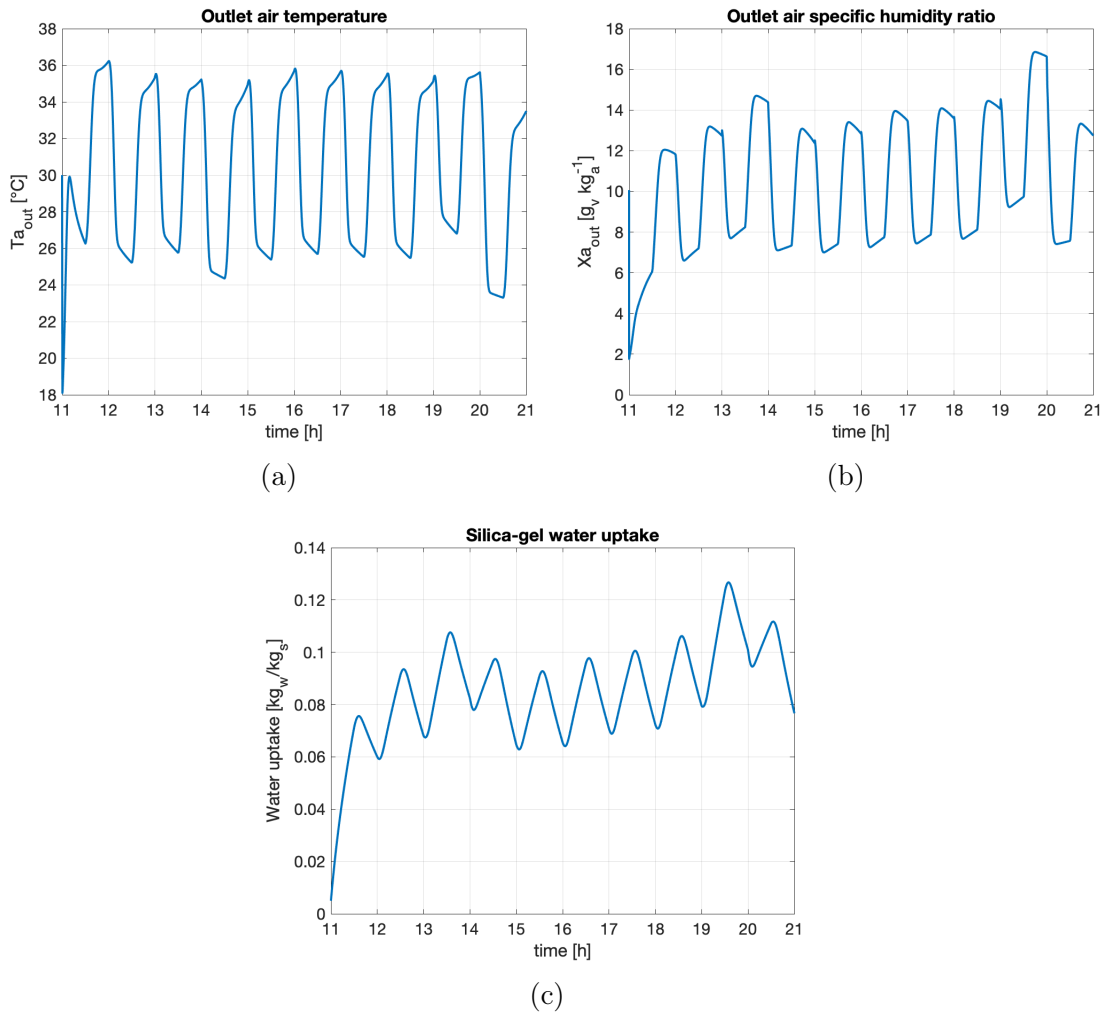 Outlet air temperature
38
36
34
32
30
28
26
24
22
20
18
Ta_out [°C]
11 12 13 14 15 16 17 18 19 20 21
time [h]
(a)
Outlet air specific humidity ratio
18
16
14
12
10
8
6
4
2
0
Xa_out [g_v kg_a^-1]
11 12 13 14 15 16 17 18 19 20 21
time [h]
(b)
Silica-gel water uptake
0.14
0.12
0.1
0.08
0.06
0.04
0.02
0
Water uptake [kg_w/kg_s]
11 12 13 14 15 16 17 18 19 20 21
time [h]
(c)